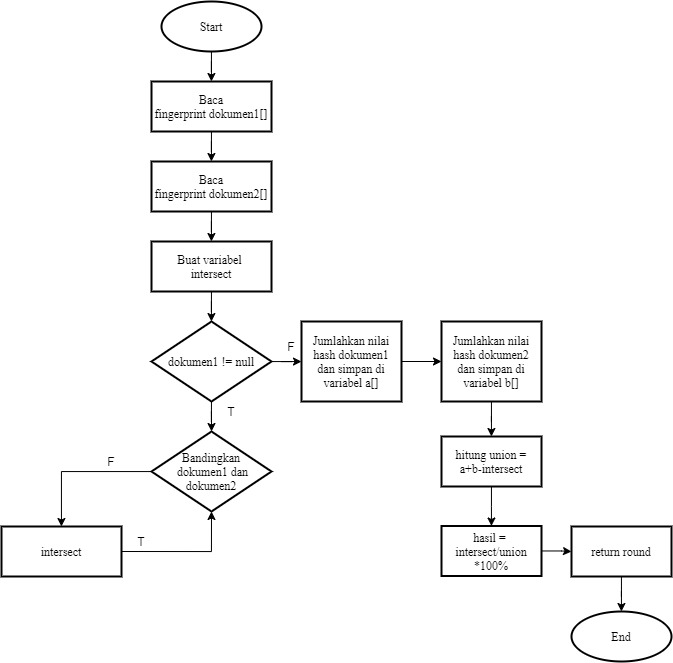 Start
Baca
fingerprint dokumen1[]
Baca
fingerprint dokumen2[]
Buat variabel
intersect
dokumen1 != null
F
Jumlahkan nilai
hash dokumen1
dan simpan di
variabel a[]
Jumlahkan nilai
hash dokumen2
dan simpan di
variabel b[]
T
Bandingkan
dokumen1 dan
dokumen2
F
intersect
T
hitung union =
a+b-intersect
hasil =
intersect/union
*100%
return round
End